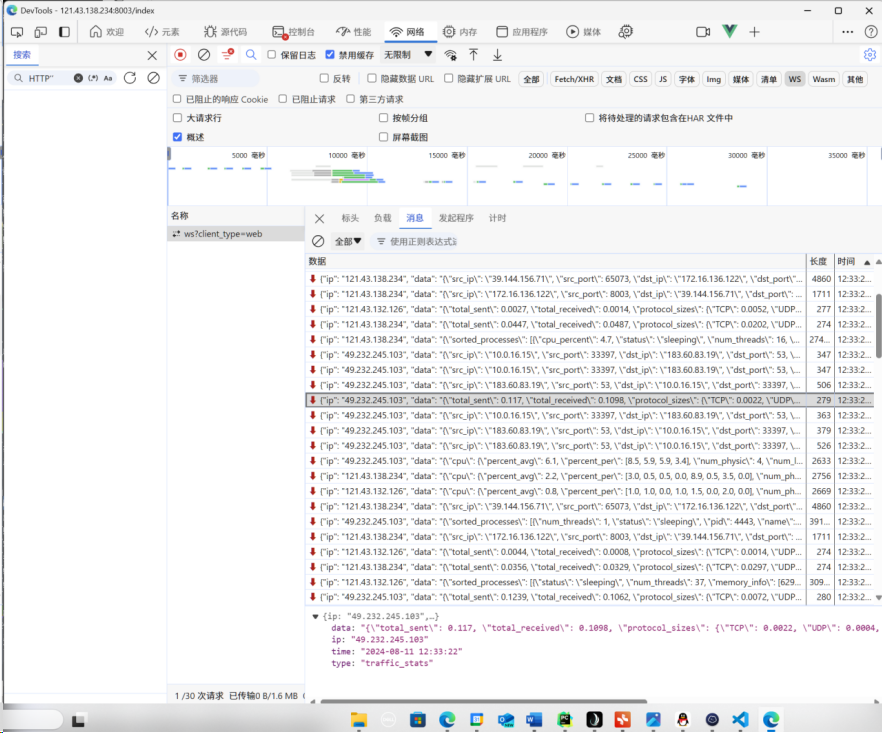 DevTools - 121.43.138.234:8003/index
欢迎 元素 源代码 控制台 性能 网络 内存 应用程序 媒体
搜索 保留日志 禁用缓存 无限制
HTTP" (.*) Aa 筛选器 反转 隐藏数据 URL 隐藏扩展 URL 全部 Fetch/XHR 文档 CSS JS 字体 Img 媒体 清单 WS Wasm 其他
已阻止的响应 Cookie 已阻止请求 第三方请求
大请求行 按帧分组 将待处理的请求包含在HAR 文件中
概述 屏幕截图
5000 毫秒 10000 毫秒 15000 毫秒 20000 毫秒 25000 毫秒 30000 毫秒 35000 毫秒
名称 标头 负载 消息 发起程序 计时
ws?client_type=web
全部 使用正则表达式
数据 长度 时间
{"ip": "121.43.138.234", "data": "{\"src_ip\": \"39.144.156.71\", \"src_port\": 65073, \"dst_ip\": \"172.16.136.122\", \"dst_port\"... 4860 12:33:2...
{"ip": "121.43.138.234", "data": "{\"src_ip\": \"172.16.136.122\", \"src_port\": 8003, \"dst_ip\": \"39.144.156.71\", \"dst_port\": ... 1711 12:33:2...
{"ip": "121.43.132.126", "data": "{\"total_sent\": 0.0027, \"total_received\": 0.0014, \"protocol_sizes\": {\"TCP\": 0.0052, \"UDP... 277 12:33:2...
{"ip": "121.43.138.234", "data": "{\"total_sent\": 0.0447, \"total_received\": 0.0487, \"protocol_sizes\": {\"TCP\": 0.0202, \"UDP... 274 12:33:2...
{"ip": "121.43.138.234", "data": "{\"sorted_processes\": [{\"cpu_percent\": 4.7, \"status\": \"sleeping\", \"num_threads\": 16, \... 274... 12:33:2...
{"ip": "49.232.245.103", "data": "{\"src_ip\": \"10.0.16.15\", \"src_port\": 33397, \"dst_ip\": \"183.60.83.19\", \"dst_port\": 53, ... 347 12:33:2...
{"ip": "49.232.245.103", "data": "{\"src_ip\": \"10.0.16.15\", \"src_port\": 33397, \"dst_ip\": \"183.60.83.19\", \"dst_port\": 53, ... 347 12:33:2...
{"ip": "49.232.245.103", "data": "{\"src_ip\": \"183.60.83.19\", \"src_port\": 53, \"dst_ip\": \"10.0.16.15\", \"dst_port\": 33397, ... 506 12:33:2...
{"ip": "49.232.245.103", "data": "{\"total_sent\": 0.117, \"total_received\": 0.1098, \"protocol_sizes\": {\"TCP\": 0.0022, \"UDP\"... 279 12:33:2...
{"ip": "49.232.245.103", "data": "{\"src_ip\": \"10.0.16.15\", \"src_port\": 33397, \"dst_ip\": \"183.60.83.19\", \"dst_port\": 53, ... 363 12:33:2...
{"ip": "49.232.245.103", "data": "{\"src_ip\": \"183.60.83.19\", \"src_port\": 53, \"dst_ip\": \"10.0.16.15\", \"dst_port\": 33397, ... 379 12:33:2...
{"ip": "49.232.245.103", "data": "{\"src_ip\": \"183.60.83.19\", \"src_port\": 53, \"dst_ip\": \"10.0.16.15\", \"dst_port\": 33397, ... 526 12:33:2...
{"ip": "49.232.245.103", "data": "{\"cpu\": {\"percent_avg\": 6.1, \"percent_per\": [8.5, 5.9, 5.9, 3.4], \"num_physic\": 4, \"num_l... 2633 12:33:2...
{"ip": "121.43.138.234", "data": "{\"cpu\": {\"percent_avg\": 2.2, \"percent_per\": [3.0, 0.5, 0.5, 0.0, 8.9, 0.5, 3.5, 0.0], \"num_ph... 2756 12:33:2...
{"ip": "121.43.132.126", "data": "{\"cpu\": {\"percent_avg\": 0.8, \"percent_per\": [1.0, 1.0, 0.0, 1.0, 1.5, 0.0, 2.0, 0.0], \"num_ph... 2669 12:33:2...
{"ip": "121.43.138.234", "data": "{\"src_ip\": \"39.144.156.71\", \"src_port\": 65073, \"dst_ip\": \"172.16.136.122\", \"dst_port\"... 4860 12:33:2...
{"ip": "49.232.245.103", "data": "{\"sorted_processes\": [{\"num_threads\": 1, \"status\": \"sleeping\", \"pid\": 4443, \"name\":... 391... 12:33:2...
{"ip": "121.43.138.234", "data": "{\"src_ip\": \"172.16.136.122\", \"src_port\": 8003, \"dst_ip\": \"39.144.156.71\", \"dst_port\": ... 1711 12:33:2...
{"ip": "121.43.132.126", "data": "{\"total_sent\": 0.0044, \"total_received\": 0.0008, \"protocol_sizes\": {\"TCP\": 0.0014, \"UDP... 274 12:33:2...
{"ip": "121.43.138.234", "data": "{\"total_sent\": 0.0356, \"total_received\": 0.0329, \"protocol_sizes\": {\"TCP\": 0.0297, \"UDP... 274 12:33:2...
{"ip": "121.43.132.126", "data": "{\"sorted_processes\": [{\"status\": \"sleeping\", \"num_threads\": 37, \"memory_info\": [629... 309... 12:33:2...
{"ip": "49.232.245.103", "data": "{\"total_sent\": 0.1239, \"total_received\": 0.1062, \"protocol_sizes\": {\"TCP\": 0.0072, \"UDP... 280 12:33:2...
{ip: "49.232.245.103",…}
data: "{\"total_sent\": 0.117, \"total_received\": 0.1098, \"protocol_sizes\": {\"TCP\": 0.0022, \"UDP\": 0.0004,
ip: "49.232.245.103"
time: "2024-08-11 12:33:22"
type: "traffic_stats"
1 /30 次请求 已传输0 B/1.6 MB